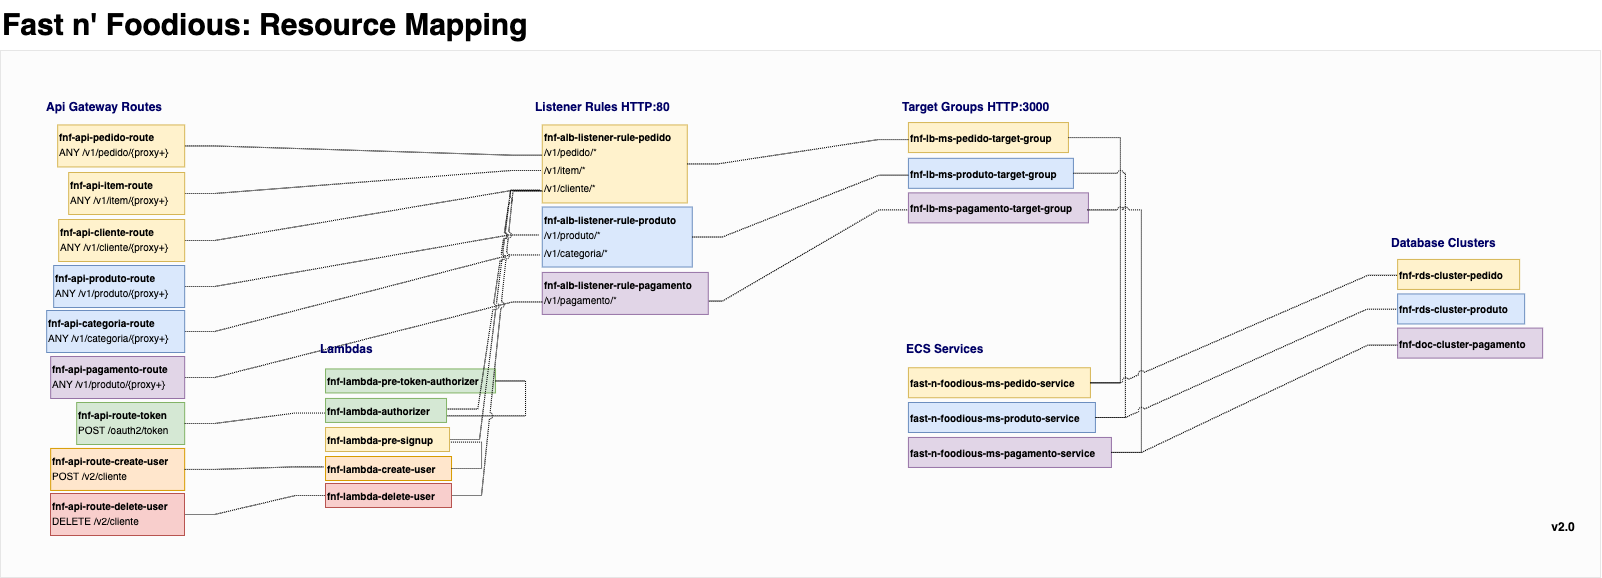 Fast n' Foodious: Resource Mapping
Api Gateway Routes
fnf-api-pedido-route
ANY /v1/pedido/{proxy+}
fnf-api-item-route
ANY /v1/item/{proxy+}
fnf-api-cliente-route
ANY /v1/cliente/{proxy+}
fnf-api-produto-route
ANY /v1/produto/{proxy+}
fnf-api-categoria-route
ANY /v1/categoria/{proxy+}
fnf-api-pagamento-route
ANY /v1/produto/{proxy+}
fnf-api-route-token
POST /oauth2/token
fnf-api-route-create-user
POST /v2/cliente
fnf-api-route-delete-user
DELETE /v2/cliente
Lambdas
fnf-lambda-pre-token-authorizer
fnf-lambda-authorizer
fnf-lambda-pre-signup
fnf-lambda-create-user
fnf-lambda-delete-user
Listener Rules HTTP:80
fnf-alb-listener-rule-pedido
/v1/pedido/*
/v1/item/*
/v1/cliente/*
fnf-alb-listener-rule-produto
/v1/produto/*
/v1/categoria/*
fnf-alb-listener-rule-pagamento
/v1/pagamento/*
Target Groups HTTP:3000
fnf-lb-ms-pedido-target-group
fnf-lb-ms-produto-target-group
fnf-lb-ms-pagamento-target-group
ECS Services
fast-n-foodious-ms-pedido-service
fast-n-foodious-ms-produto-service
fast-n-foodious-ms-pagamento-service
Database Clusters
fnf-rds-cluster-pedido
fnf-rds-cluster-produto
fnf-doc-cluster-pagamento
v2.0